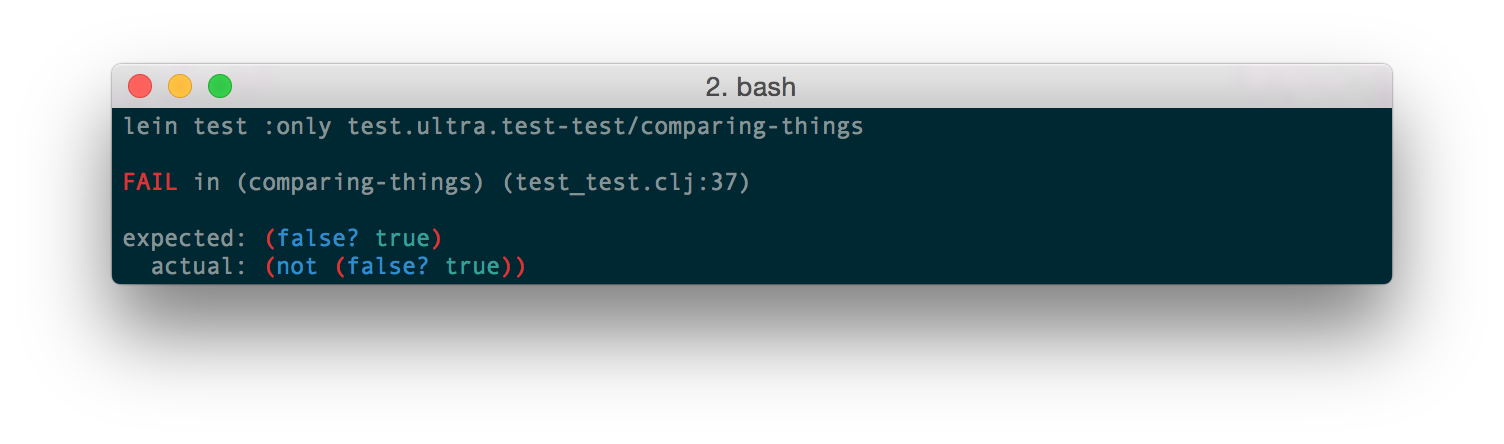 2. bash
lein test :only test.ultra.test-test/comparing-things
FAIL in (comparing-things) (test_test.clj:37)
expected: (false? true)
actual: (not (false? true))